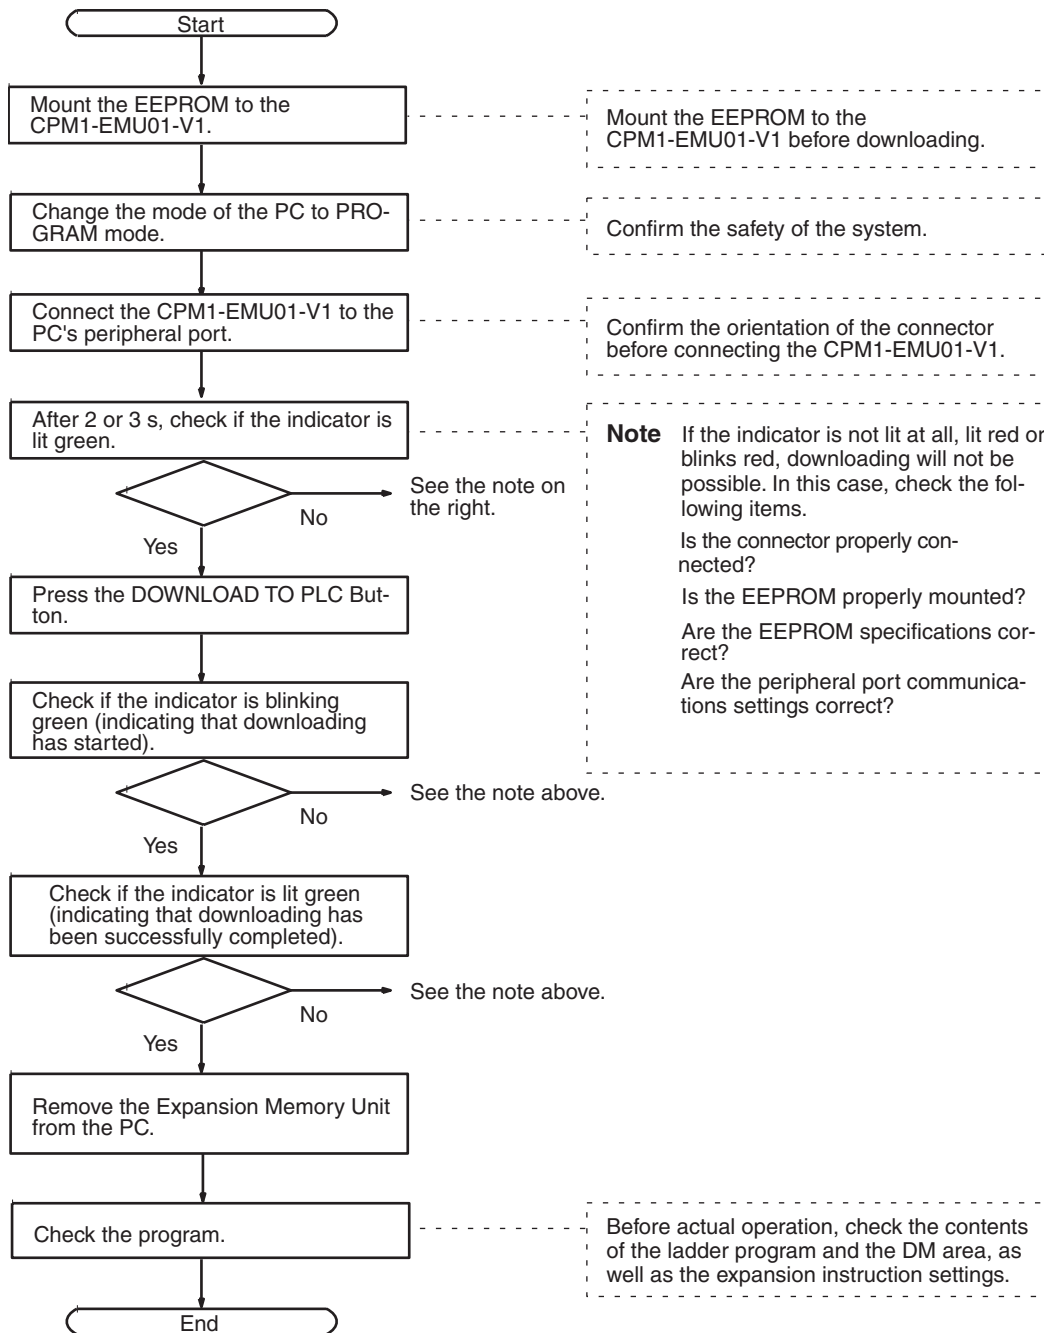 Start
Mount the EEPROM to the
CPM1-EMU01-V1.
Mount the EEPROM to the
CPM1-EMU01-V1 before downloading.
Change the mode of the PC to PRO-
GRAM mode.
Confirm the safety of the system.
Connect the CPM1-EMU01-V1 to the
PC's peripheral port.
Confirm the orientation of the connector
before connecting the CPM1-EMU01-V1.
After 2 or 3 s, check if the indicator is
lit green.
Note If the indicator is not lit at all, lit red or
blinks red, downloading will not be
possible. In this case, check the fol-
lowing items.
Is the connector properly con-
nected?
Is the EEPROM properly mounted?
Are the EEPROM specifications cor-
rect?
Are the peripheral port communica-
tions settings correct?
No
See the note on
the right.
Yes
Press the DOWNLOAD TO PLC But-
ton.
Check if the indicator is blinking
green (indicating that downloading
has started).
No
See the note above.
Yes
Check if the indicator is lit green
(indicating that downloading has
been successfully completed).
No
See the note above.
Yes
Remove the Expansion Memory Unit
from the PC.
Check the program.
Before actual operation, check the contents
of the ladder program and the DM area, as
well as the expansion instruction settings.
End